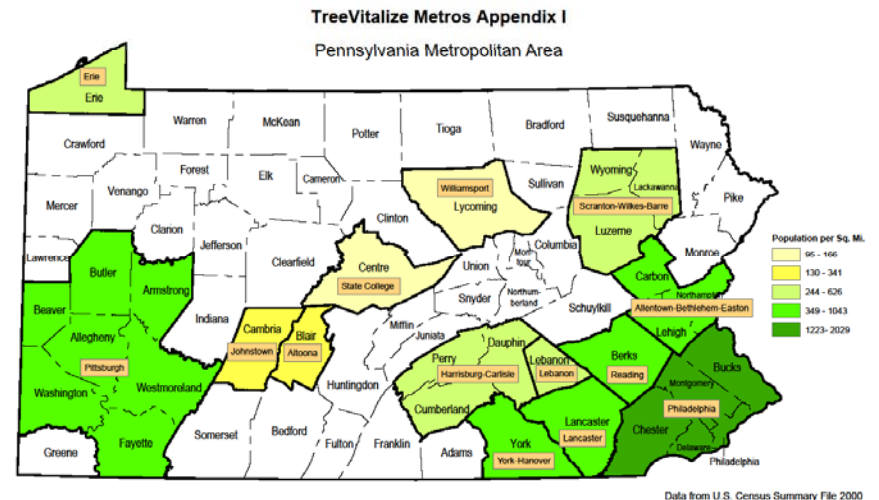 TreeVitalize Metros Appendix I
Pennsylvania Metropolitan Area
Erie
Erie
Crawford
Warren
McKean
Potter
Tioga
Bradford
Susquehanna
Wayne
Forest
Elk
Cameron
Mercer
Venango
Clarion
Jefferson
Clearfield
Clinton
Williamsport
Lycoming
Sullivan
Wyoming
Lackawanna
Scranton-Wilkes-Barre
Luzerne
Pike
Monroe
Columbia
Mon-
tour
Union
Snyder
Northum-
berland
Centre
State College
Lawrence
Butler
Armstrong
Beaver
Allegheny
Pittsburgh
Washington
Westmoreland
Greene
Fayette
Indiana
Cambria
Johnstown
Blair
Altoona
Somerset
Bedford
Huntingdon
Fulton
Franklin
Mifflin
Juniata
Perry
Dauphin
Harrisburg-Carlisle
Cumberland
Adams
York
York-Hanover
Lebanon
Lebanon
Lancaster
Lancaster
Schuylkill
Berks
Reading
Carbon
Northampton
Allentown-Bethlehem-Easton
Lehigh
Bucks
Montgomery
Philadelphia
Chester
Delaware
Philadelphia
Population per Sq. Mi.
95 - 166
130 - 341
244 - 626
349 - 1043
1223- 2029
Data from U.S. Census Summary File 2000